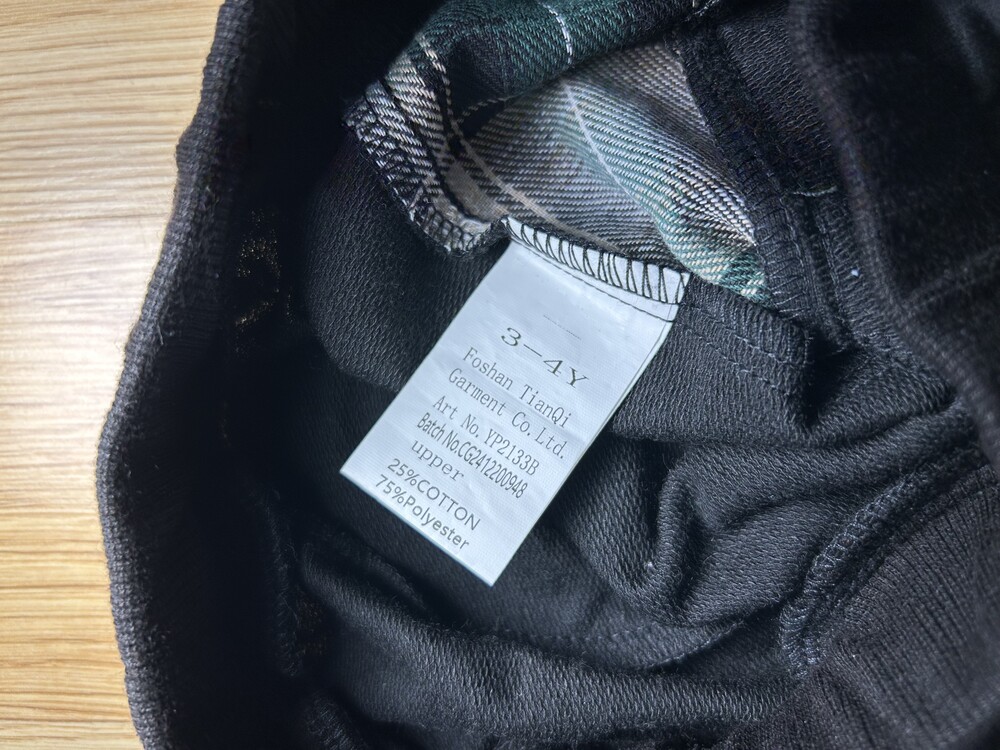 3-4Y
Foshan TianQi
Garment Co. Ltd.
Art No. YP2133B
Batch No.CG2412200948
upper
25%COTTON
75%Polyester